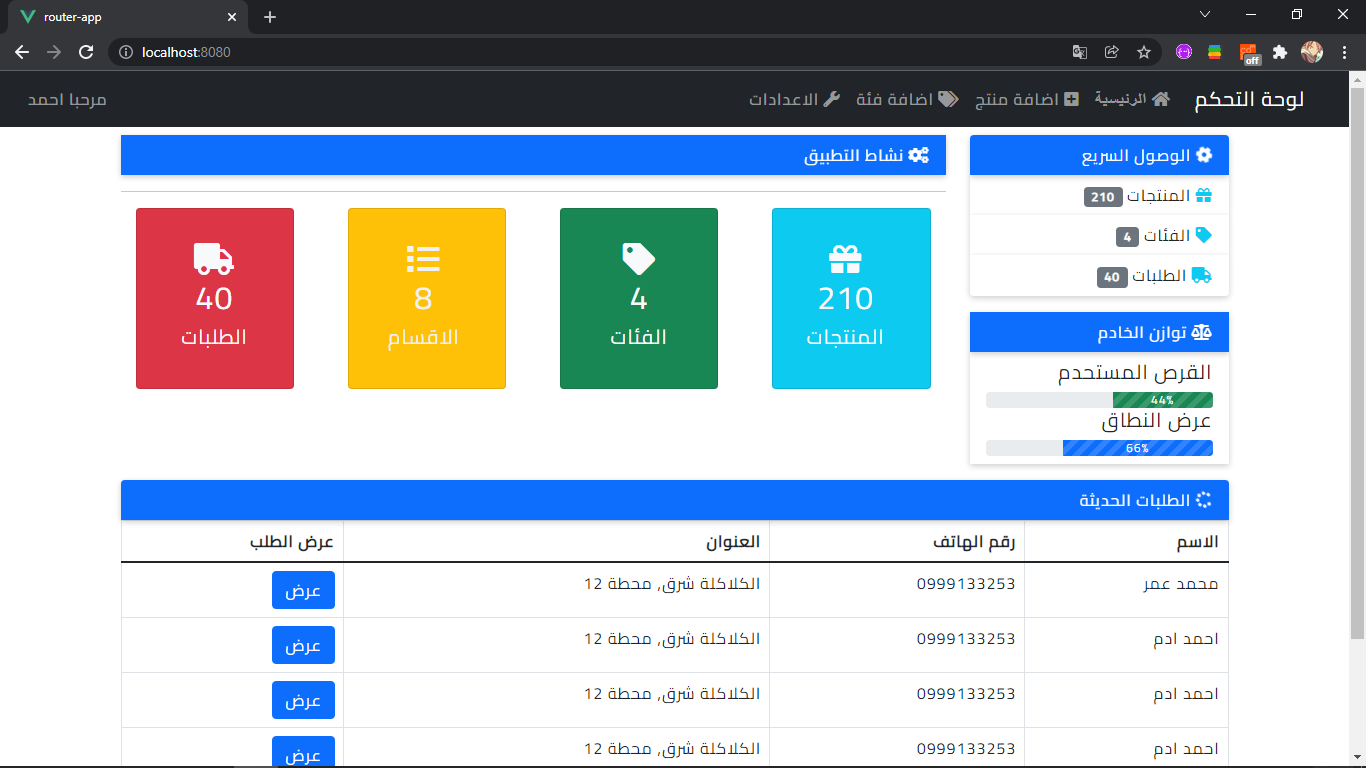 router-app
localhost:8080
off
لوحة التحكم الرئيسية اضافة منتج اضافة فئة الاعدادات مرحبا احمد
الوصول السريع
المنتجات 210
الفئات 4
الطلبات 40
توازن الخادم
القرص المستحدم
44%
عرض النطاق
66%
نشاط التطبيق
210
المنتجات
4
الفئات
8
الاقسام
40
الطلبات
الطلبات الحديثة
الاسم رقم الهاتف العنوان عرض الطلب
محمد عمر 0999133253 الكلاكلة شرق, محطة 12 عرض
احمد ادم 0999133253 الكلاكلة شرق, محطة 12 عرض
احمد ادم 0999133253 الكلاكلة شرق, محطة 12 عرض
احمد ادم 0999133253 الكلاكلة شرق, محطة 12 عرض